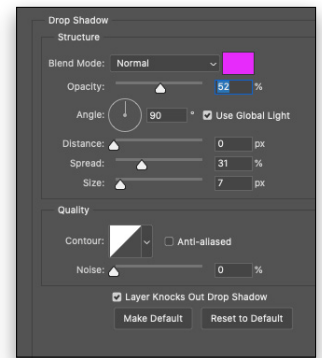 Drop Shadow
Structure
Blend Mode: Normal
Opacity: 52 %
Angle: 90 ° Use Global Light
Distance: 0 px
Spread: 31 %
Size: 7 px
Quality
Contour: Anti-aliased
Noise: 0 %
Layer Knocks Out Drop Shadow
Make Default Reset to Default